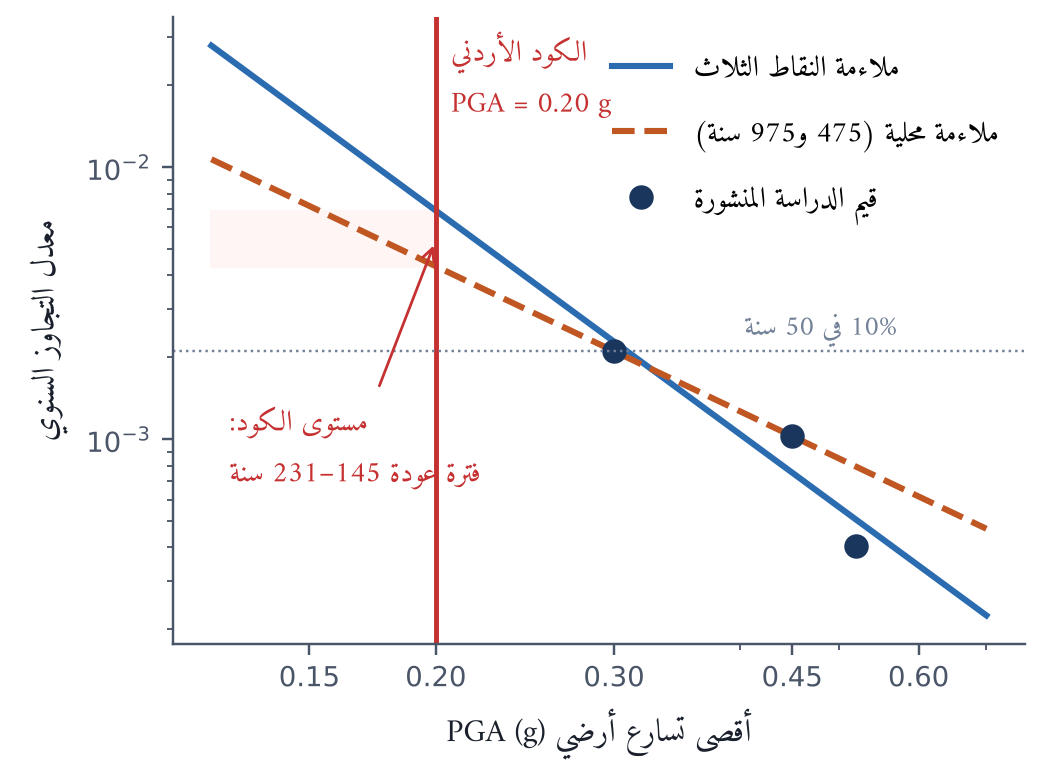 الكود الأردني
PGA = 0.20 g
ملاءمة النقاط الثلاث
ملاءمة محلية (475 و975 سنة)
قيم الدراسة المنشورة
10% في 50 سنة
مستوى الكود:
فترة عودة 145–231 سنة
معدل التجاوز السنوي
10⁻²
10⁻³
0.15
0.20
0.30
0.45
0.60
أقصى تسارع أرضي PGA (g)